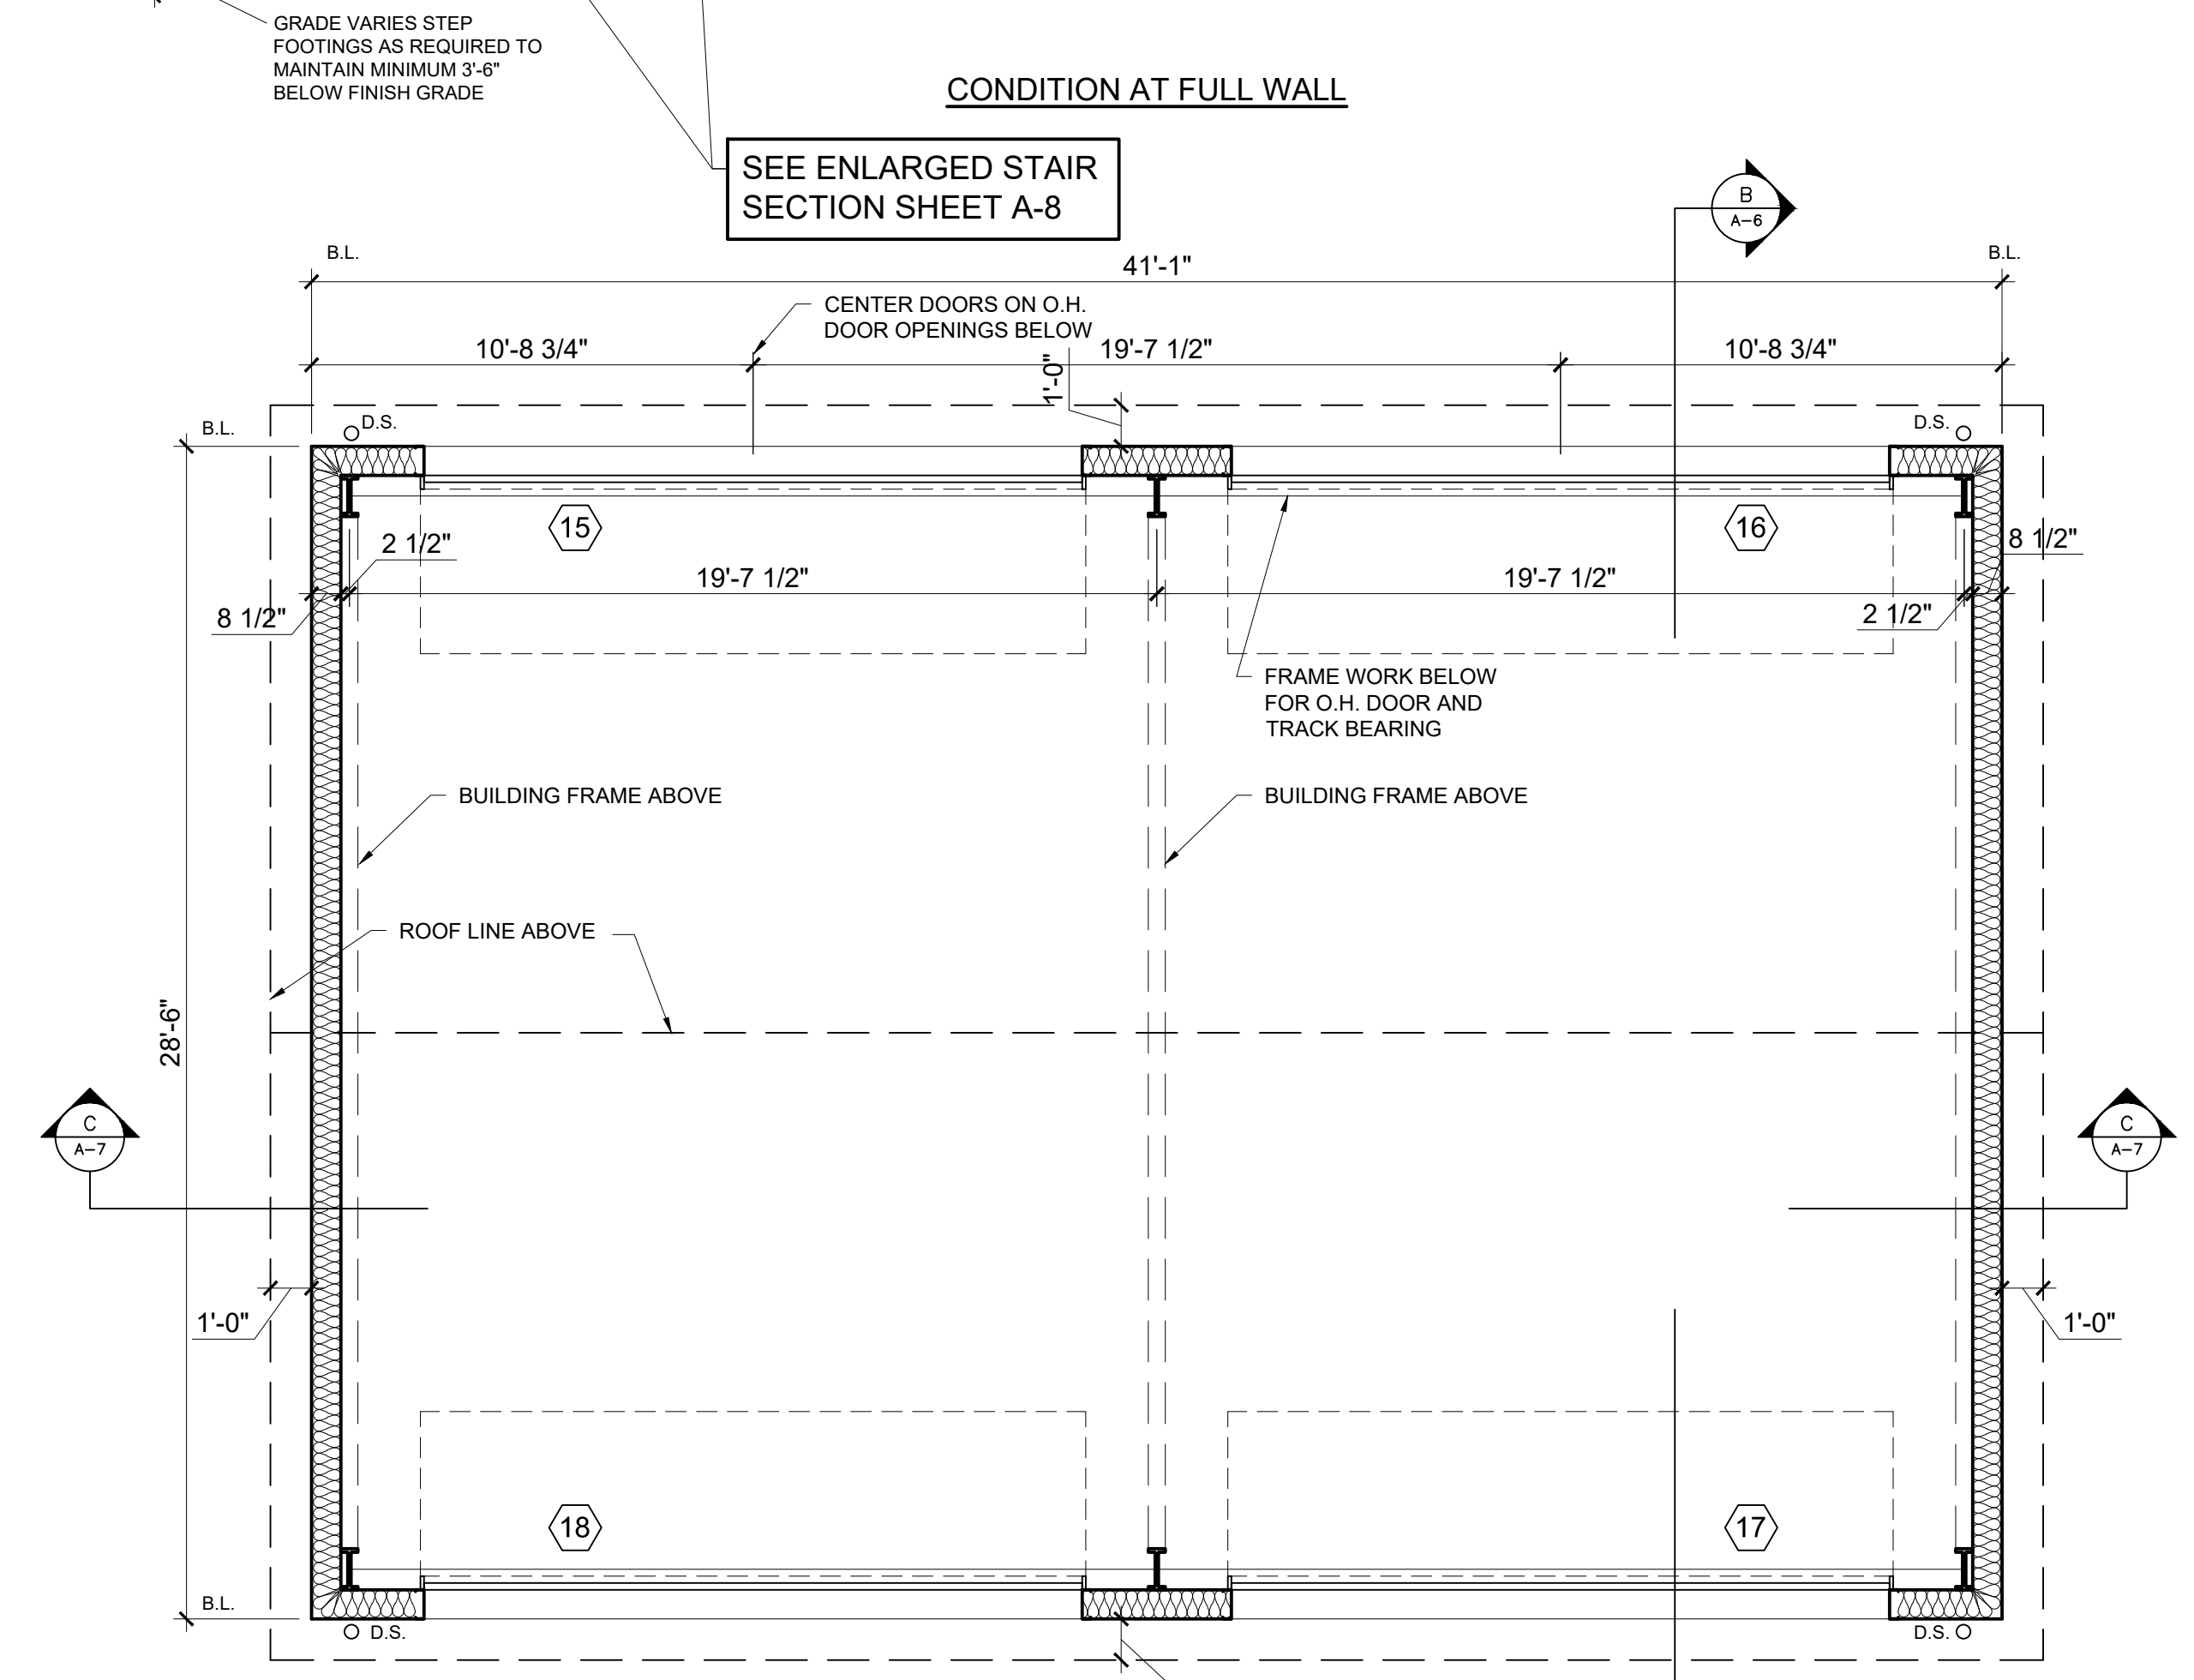 GRADE VARIES STEP
FOOTINGS AS REQUIRED TO
MAINTAIN MINIMUM 3'-6"
BELOW FINISH GRADE
CONDITION AT FULL WALL
SEE ENLARGED STAIR
SECTION SHEET A-8
B
A-6
B.L.
B.L.
41'-1"
CENTER DOORS ON O.H.
DOOR OPENINGS BELOW
10'-8 3/4"
19'-7 1/2"
10'-8 3/4"
1'-0"
D.S.
D.S.
B.L.
15
16
2 1/2"
8 1/2"
19'-7 1/2"
19'-7 1/2"
8 1/2"
2 1/2"
FRAME WORK BELOW
FOR O.H. DOOR AND
TRACK BEARING
BUILDING FRAME ABOVE
BUILDING FRAME ABOVE
ROOF LINE ABOVE
28'-6"
C
A-7
C
A-7
1'-0"
1'-0"
18
17
B.L.
D.S.
D.S.